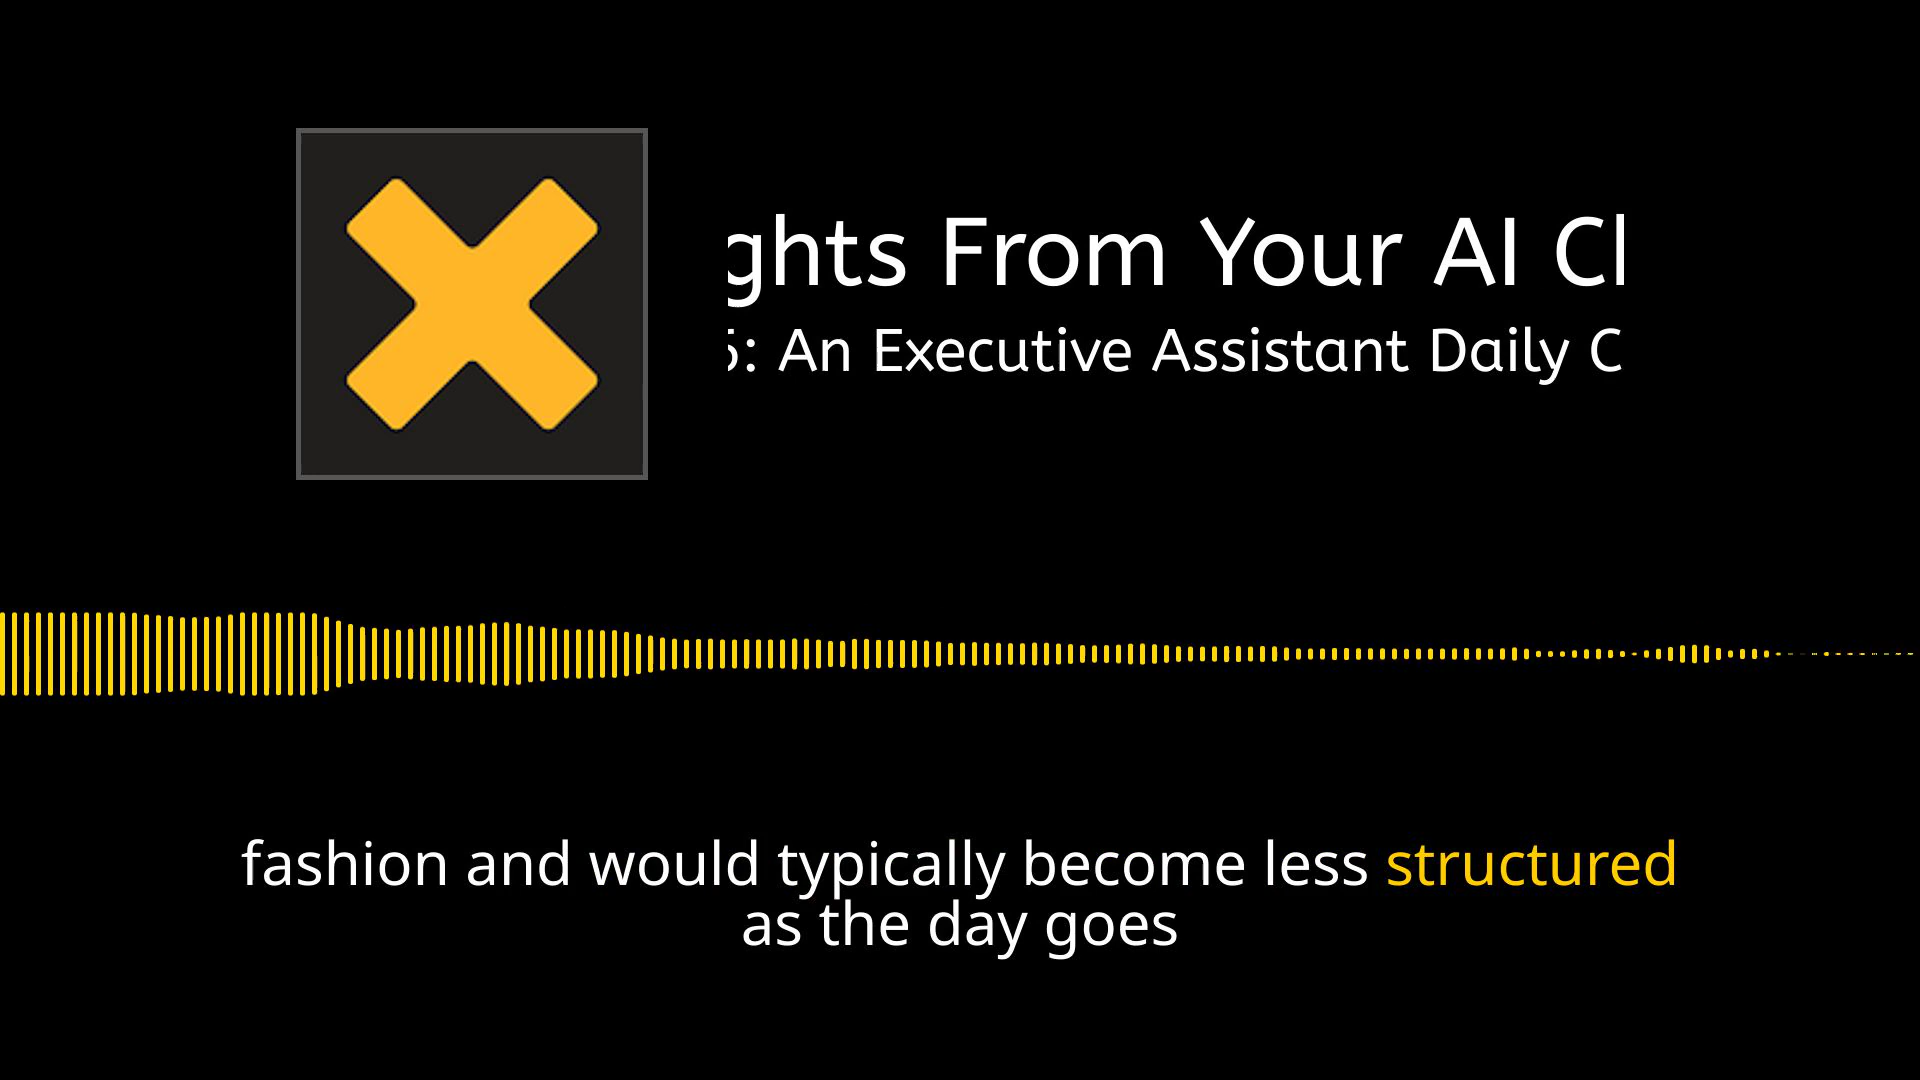 ghts From Your AI Cl
: An Executive Assistant Daily C
fashion and would typically become less structured
as the day goes